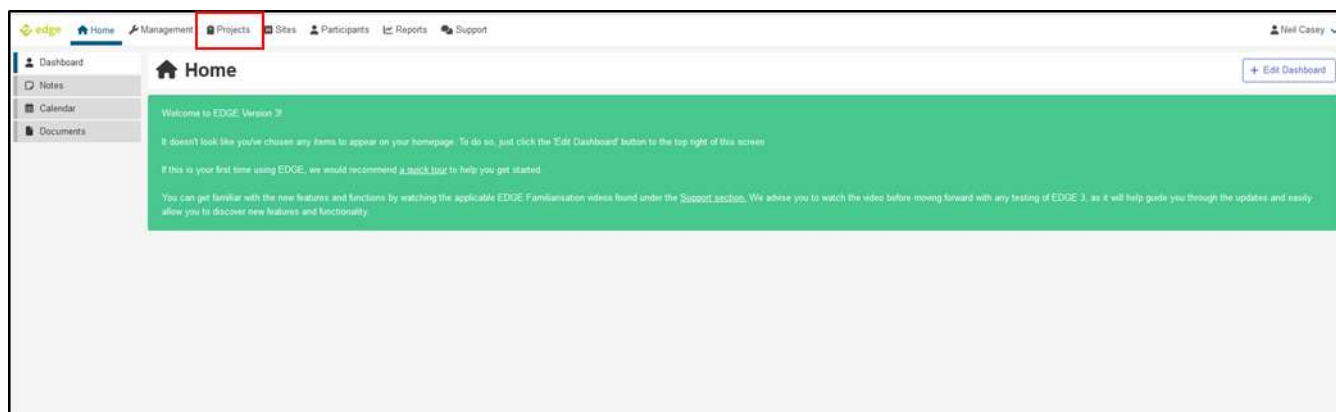 edge Home Management Projects Sites Participants Reports Support Neil Casey
Dashboard
Notes
Calendar
Documents
Home
+ Edit Dashboard
Welcome to EDGE Version 3!
It doesn't look like you've chosen any items to appear on your homepage. To do so, just click the 'Edit Dashboard' button to the top right of this screen
If this is your first time using EDGE, we would recommend a quick tour to help you get started
You can get familiar with the new features and functions by watching the applicable EDGE Familiarisation videos found under the Support section. We advise you to watch the video before moving forward with any testing of EDGE 3, as it will help guide you through the updates and easily
allow you to discover new features and functionality.